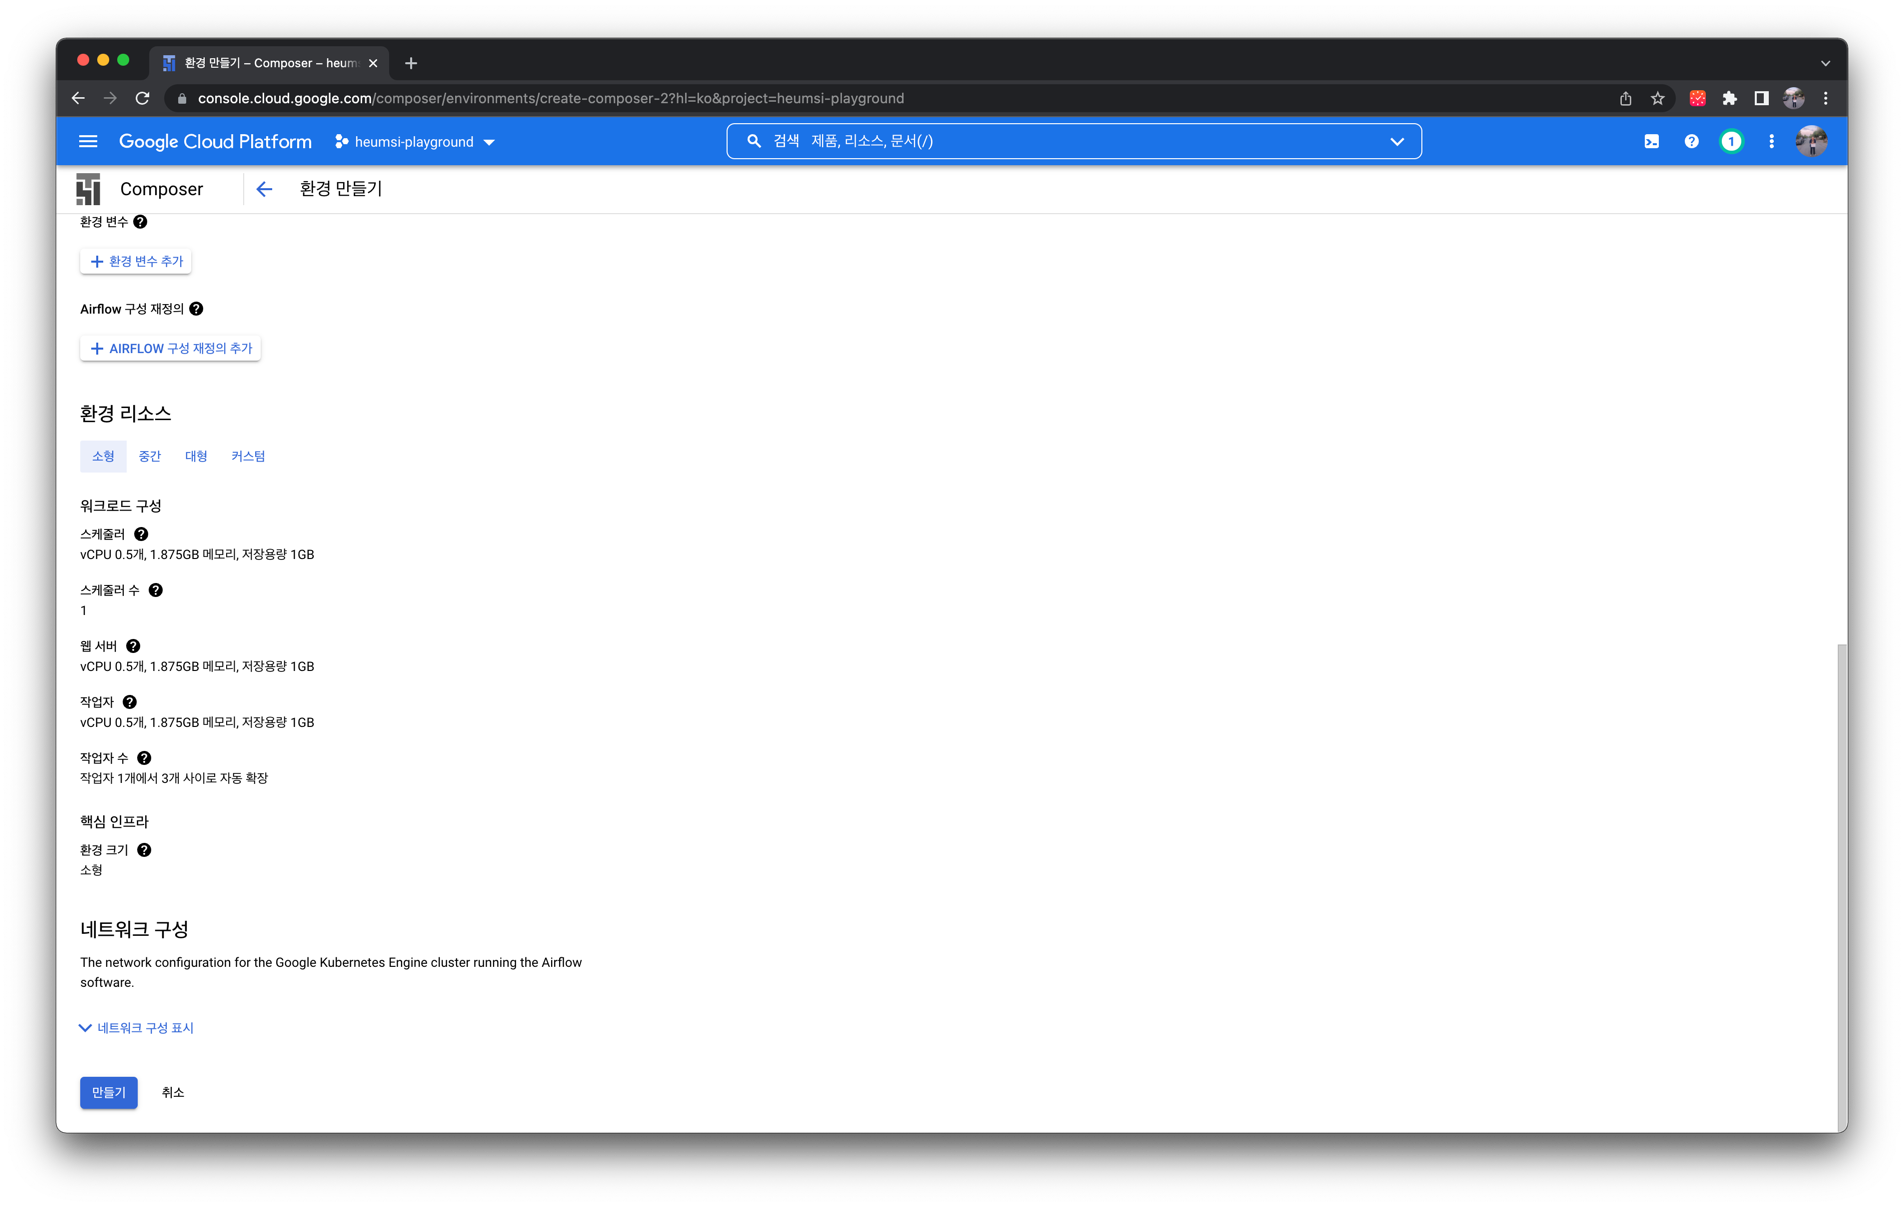 환경 만들기 – Composer – heum
console.cloud.google.com/composer/environments/create-composer-2?hl=ko&project=heumsi-playground
Google Cloud Platform
heumsi-playground
검색 제품, 리소스, 문서(/)
1
Composer
환경 만들기
환경 변수
환경 변수 추가
Airflow 구성 재정의
AIRFLOW 구성 재정의 추가
환경 리소스
소형 중간 대형 커스텀
워크로드 구성
스케줄러
vCPU 0.5개, 1.875GB 메모리, 저장용량 1GB
스케줄러 수
1
웹 서버
vCPU 0.5개, 1.875GB 메모리, 저장용량 1GB
작업자
vCPU 0.5개, 1.875GB 메모리, 저장용량 1GB
작업자 수
작업자 1개에서 3개 사이로 자동 확장
핵심 인프라
환경 크기
소형
네트워크 구성
The network configuration for the Google Kubernetes Engine cluster running the Airflow
software.
네트워크 구성 표시
만들기 취소